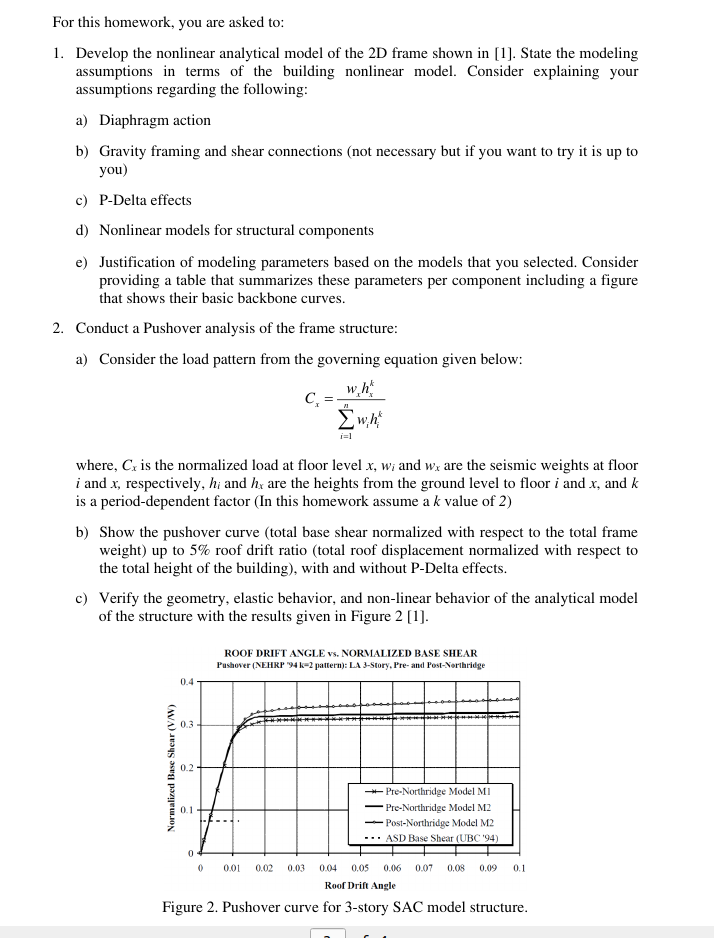 For this homework, you are asked to:
1. Develop the nonlinear analytical model of the 2D frame shown in [1]. State the modeling
assumptions in terms of the building nonlinear model. Consider explaining your
assumptions regarding the following:
a) Diaphragm action
b) Gravity framing and shear connections (not necessary but if you want to try it is up to
you)
c) P-Delta effects
d) Nonlinear models for structural components
e) Justification of modeling parameters based on the models that you selected. Consider
providing a table that summarizes these parameters per component including a figure
that shows their basic backbone curves.
2. Conduct a Pushover analysis of the frame structure:
a) Consider the load pattern from the governing equation given below:
C_x = w_x h_x^k / \sum_{i=1}^{n} w_i h_i^k
where, Cx is the normalized load at floor level x, wi and wx are the seismic weights at floor
i and x, respectively, hi and hx are the heights from the ground level to floor i and x, and k
is a period-dependent factor (In this homework assume a k value of 2)
b) Show the pushover curve (total base shear normalized with respect to the total frame
weight) up to 5% roof drift ratio (total roof displacement normalized with respect to
the total height of the building), with and without P-Delta effects.
c) Verify the geometry, elastic behavior, and non-linear behavior of the analytical model
of the structure with the results given in Figure 2 [1].
ROOF DRIFT ANGLE vs. NORMALIZED BASE SHEAR
Pushover (NEHRP '94 k=2 pattern): LA 3-Story, Pre- and Post-Northridge
Normalized Base Shear (V/W)
0.4
0.3
0.2
0.1
0
Pre-Northridge Model M1
Pre-Northridge Model M2
Post-Northridge Model M2
ASD Base Shear (UBC '94)
0 0.01 0.02 0.03 0.04 0.05 0.06 0.07 0.08 0.09 0.1
Roof Drift Angle
Figure 2. Pushover curve for 3-story SAC model structure.